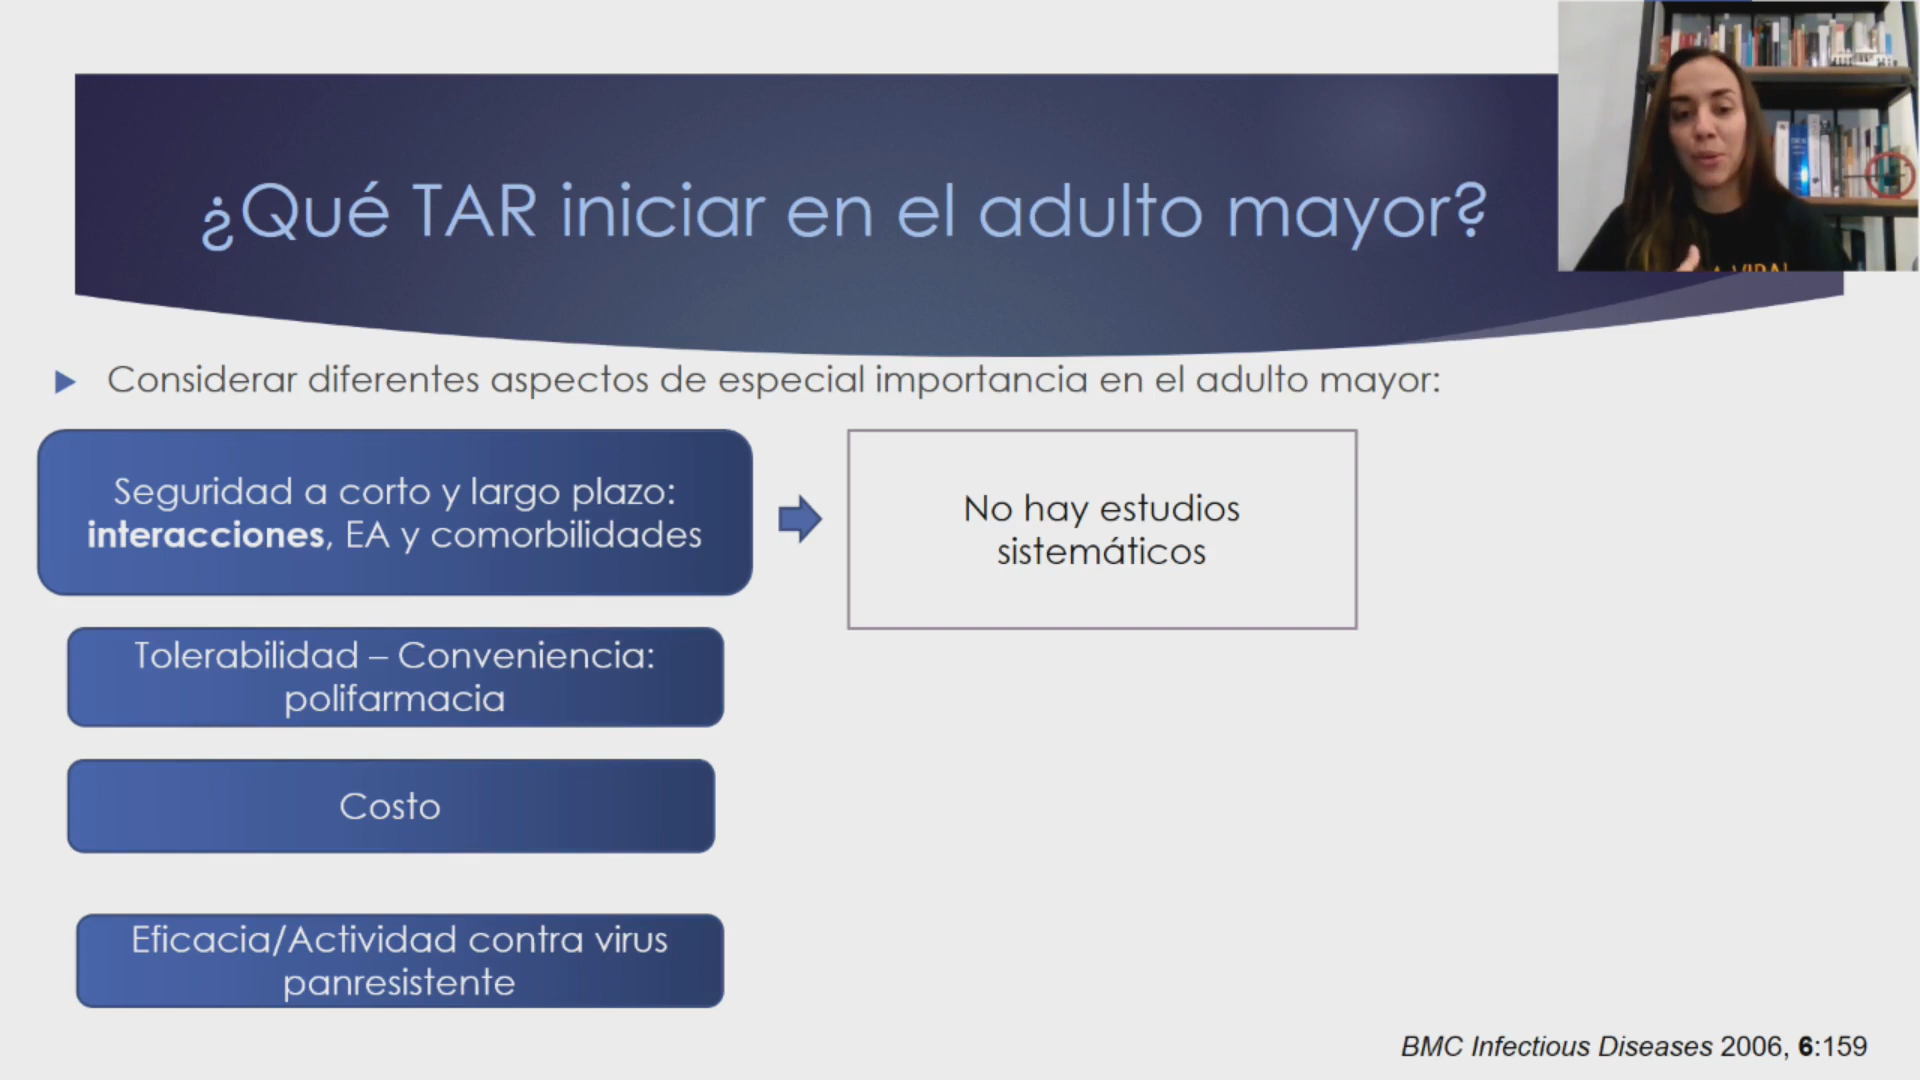 ¿Qué TAR iniciar en el adulto mayor?
Considerar diferentes aspectos de especial importancia en el adulto mayor:
Seguridad a corto y largo plazo:
interacciones, EA y comorbilidades
No hay estudios
sistemáticos
Tolerabilidad – Conveniencia:
polifarmacia
Costo
Eficacia/Actividad contra virus
panresistente
BMC Infectious Diseases 2006, 6:159